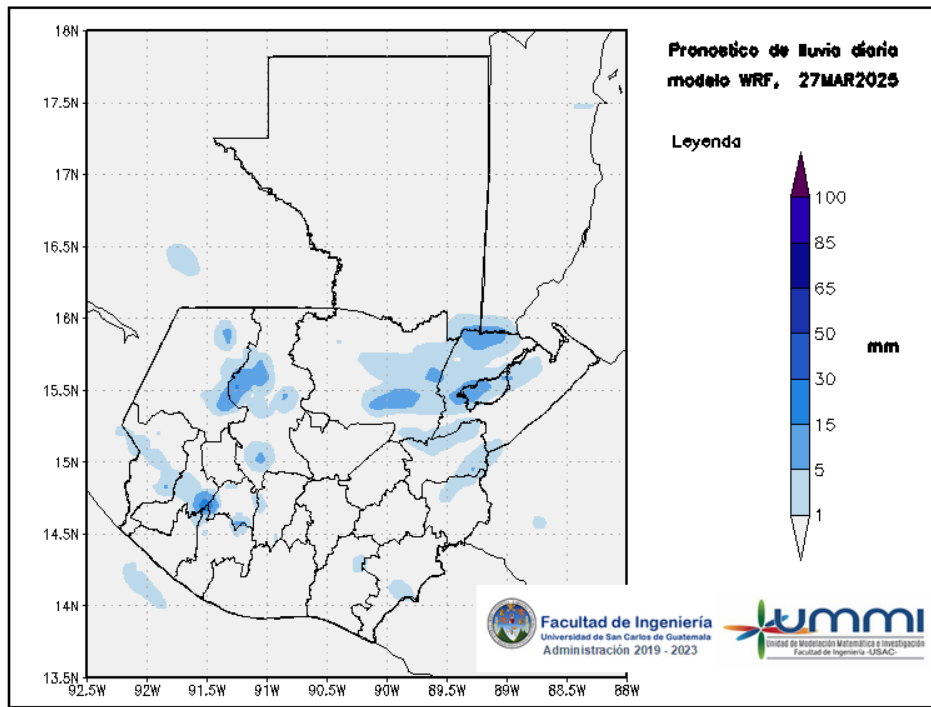 Pronostico de lluvia diaria
modelo WRF, 27MAR2025
Leyenda
100
85
65
50
30
15
5
1
mm
18N
17.5N
17N
16.5N
16N
15.5N
15N
14.5N
14N
13.5N
92.5W
92W
91.5W
91W
90.5W
90W
89.5W
89W
88.5W
88W
Facultad de Ingeniería
Universidad de San Carlos de Guatemala
Administración 2019 - 2023
UMMI
Unidad de Modelación Matemática e Investigación
Facultad de Ingeniería -USAC-